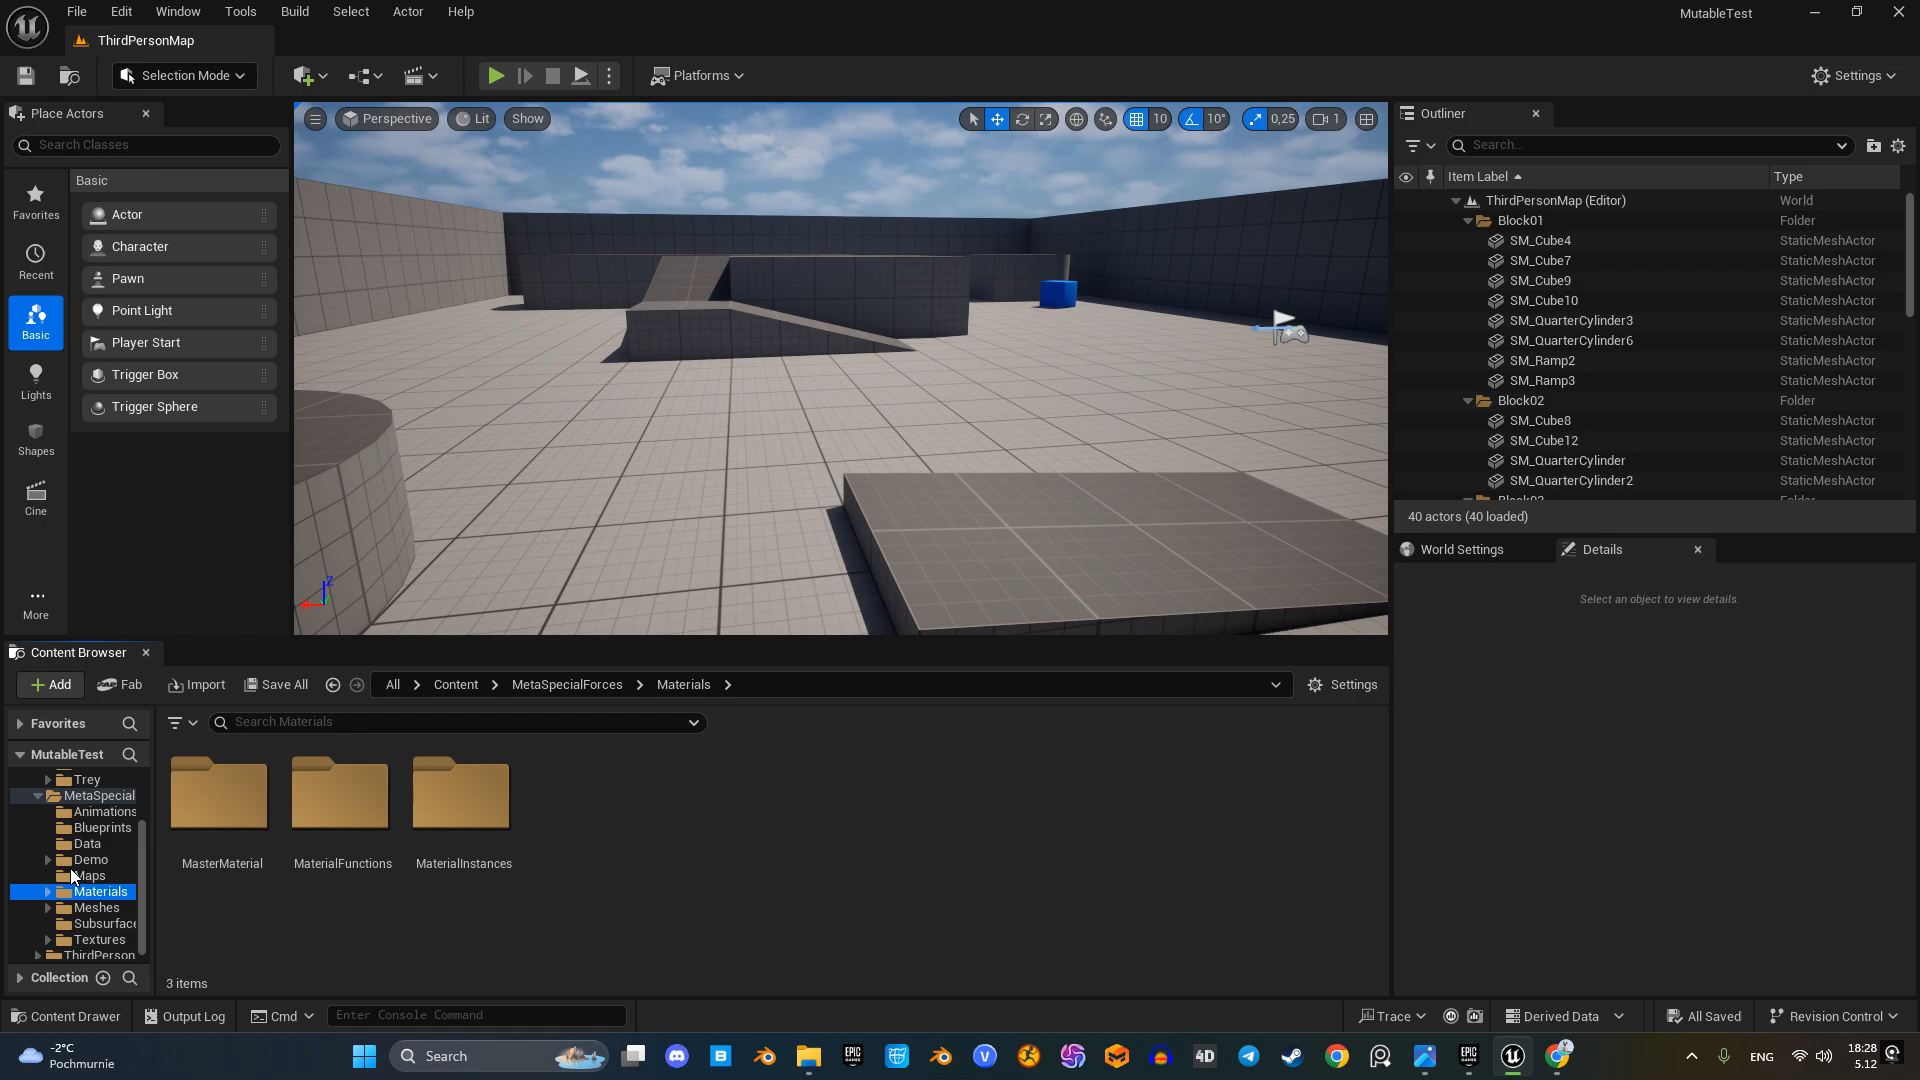 File Edit Window Tools Build Select Actor Help
MutableTest
ThirdPersonMap
Selection Mode
Platforms
Settings
Place Actors
Search Classes
Favorites
Recent
Basic
Lights
Shapes
Cine
More
Basic
Actor
Character
Pawn
Point Light
Player Start
Trigger Box
Trigger Sphere
Perspective Lit Show
10 10° 0,25 1
Z
Outliner
Search...
Item Label Type
ThirdPersonMap (Editor) World
Block01 Folder
SM_Cube4 StaticMeshActor
SM_Cube7 StaticMeshActor
SM_Cube9 StaticMeshActor
SM_Cube10 StaticMeshActor
SM_QuarterCylinder3 StaticMeshActor
SM_QuarterCylinder6 StaticMeshActor
SM_Ramp2 StaticMeshActor
SM_Ramp3 StaticMeshActor
Block02 Folder
SM_Cube8 StaticMeshActor
SM_Cube12 StaticMeshActor
SM_QuarterCylinder StaticMeshActor
SM_QuarterCylinder2 StaticMeshActor
40 actors (40 loaded)
World Settings Details
Select an object to view details.
Content Browser
Add Fab Import Save All All Content MetaSpecialForces Materials Settings
Favorites
Search Materials
MutableTest
Trey
MetaSpecial
Animations
Blueprints
Data
Demo
Maps
Materials
Meshes
Subsurface
Textures
ThirdPerson
Collection
MasterMaterial MaterialFunctions MaterialInstances
3 items
Content Drawer Output Log Cmd Enter Console Command Trace Derived Data All Saved Revision Control
-2°C
Pochmurnie
Search
EPIC GAMES
4D
EPIC GAMES
ENG
18:28
5.12